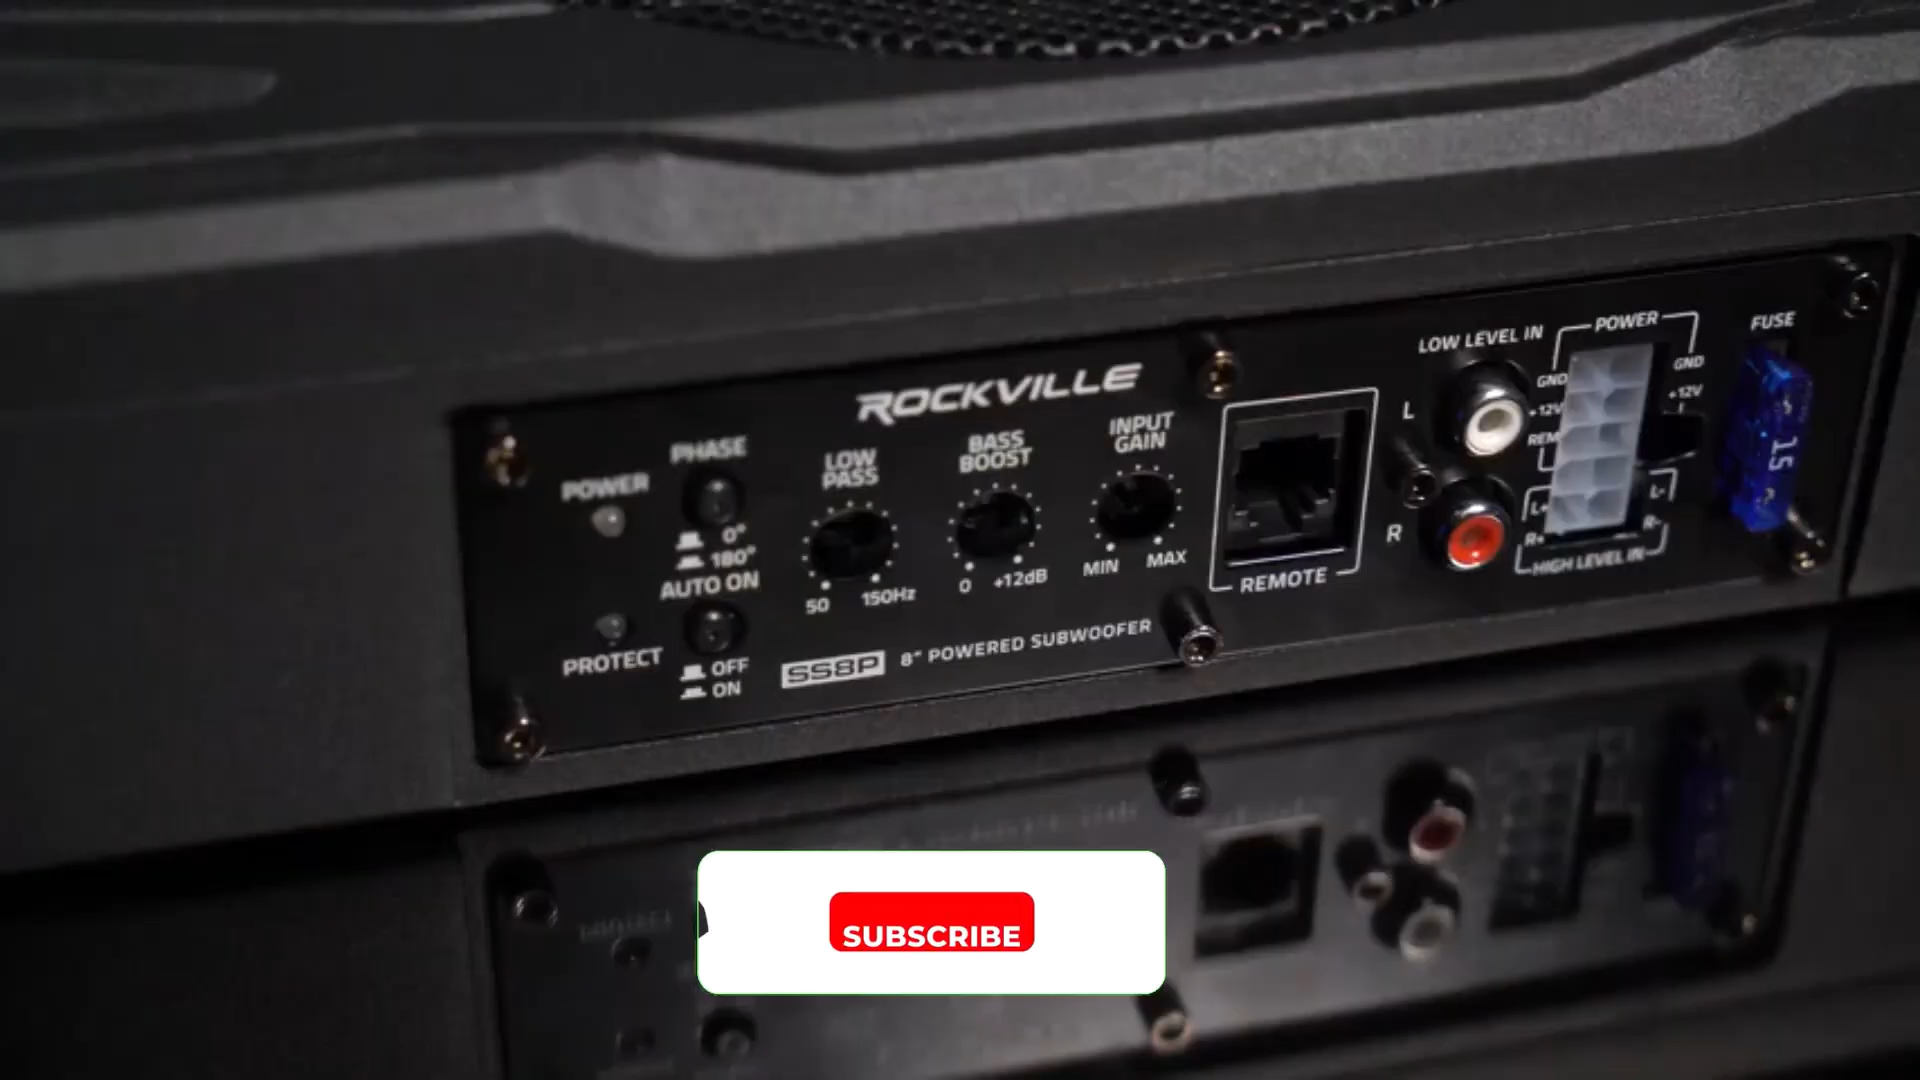 ROCKVILLE
POWER
PHASE
0°
180°
AUTO ON
PROTECT
OFF
ON
LOW
PASS
50
150Hz
BASS
BOOST
0
+12dB
INPUT
GAIN
MIN
MAX
SS8P
8" POWERED SUBWOOFER
REMOTE
LOW LEVEL IN
L
R
POWER
GND
+12V
REM
GND
+12V
L+
R+
L-
R-
HIGH LEVEL IN
FUSE
15
SUBSCRIBE